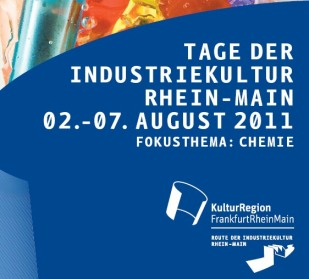 TAGE DER
INDUSTRIEKULTUR
RHEIN-MAIN
02.-07. AUGUST 2011
FOKUSTHEMA: CHEMIE
KulturRegion
FrankfurtRheinMain
ROUTE DER INDUSTRIEKULTUR
RHEIN-MAIN